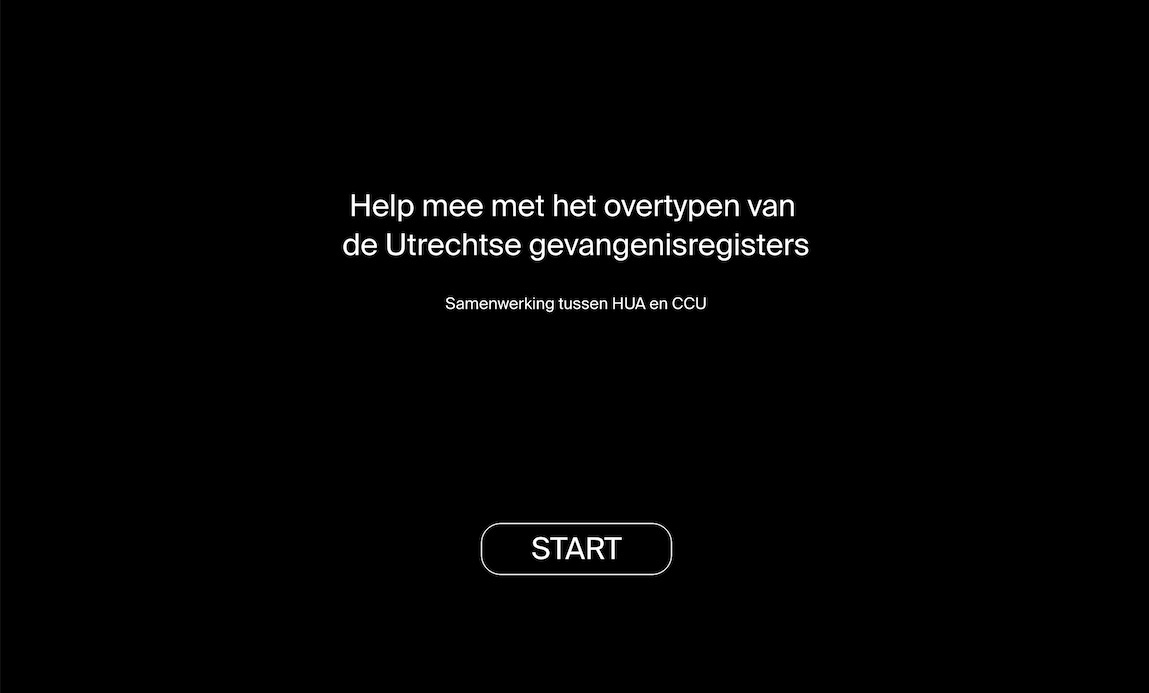 Help mee met het overtypen van
de Utrechtse gevangenisregisters
Samenwerking tussen HUA en CCU
START